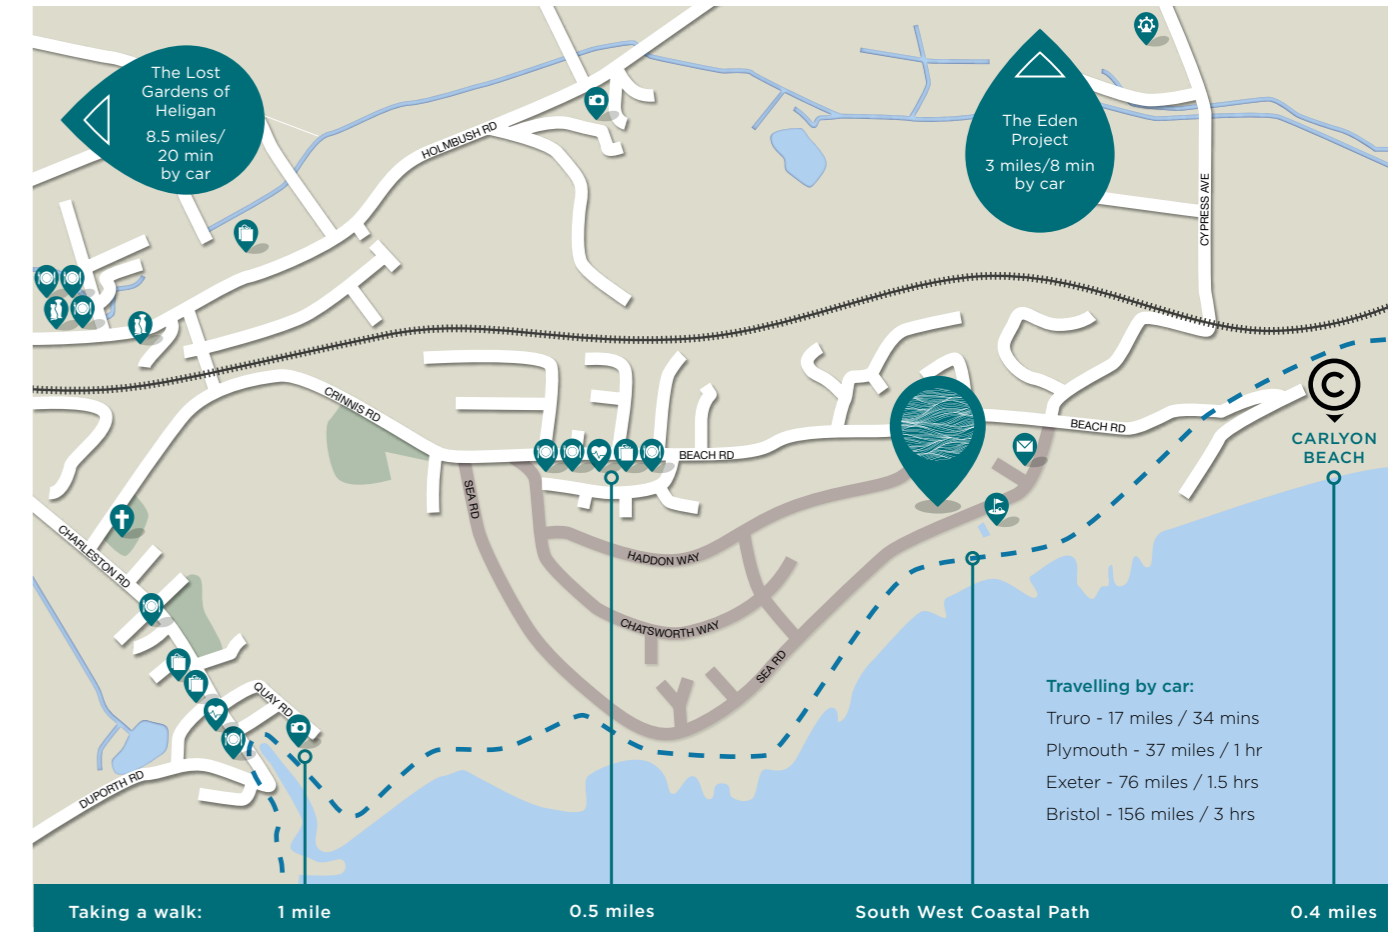 The Lost
Gardens of
Heligan
8.5 miles/
20 min
by car
The Eden
Project
3 miles/8 min
by car
HOLMBUSH RD
CYPRESS AVE
CRINNIS RD
BEACH RD
BEACH RD
C
CARLYON
BEACH
SEA RD
HADDON WAY
CHATSWORTH WAY
SEA RD
CHARLESTON RD
QUAY RD
DUPORTH RD
Travelling by car:
Truro - 17 miles / 34 mins
Plymouth - 37 miles / 1 hr
Exeter - 76 miles / 1.5 hrs
Bristol - 156 miles / 3 hrs
Taking a walk:
1 mile
0.5 miles
South West Coastal Path
0.4 miles